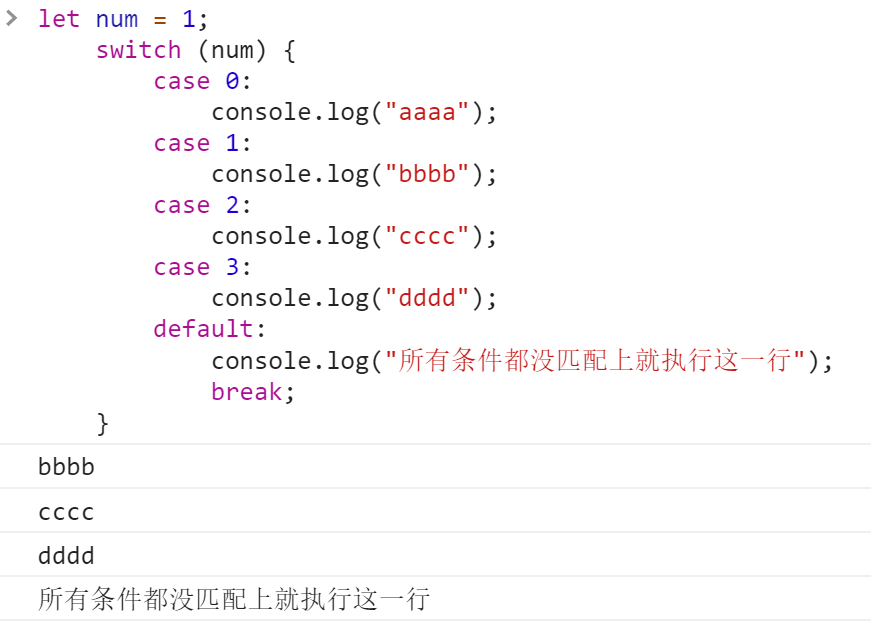 > let num = 1;
switch (num) {
case 0:
console.log("aaaa");
case 1:
console.log("bbbb");
case 2:
console.log("cccc");
case 3:
console.log("dddd");
default:
console.log("所有条件都没匹配上就执行这一行");
break;
}
bbbb
cccc
dddd
所有条件都没匹配上就执行这一行